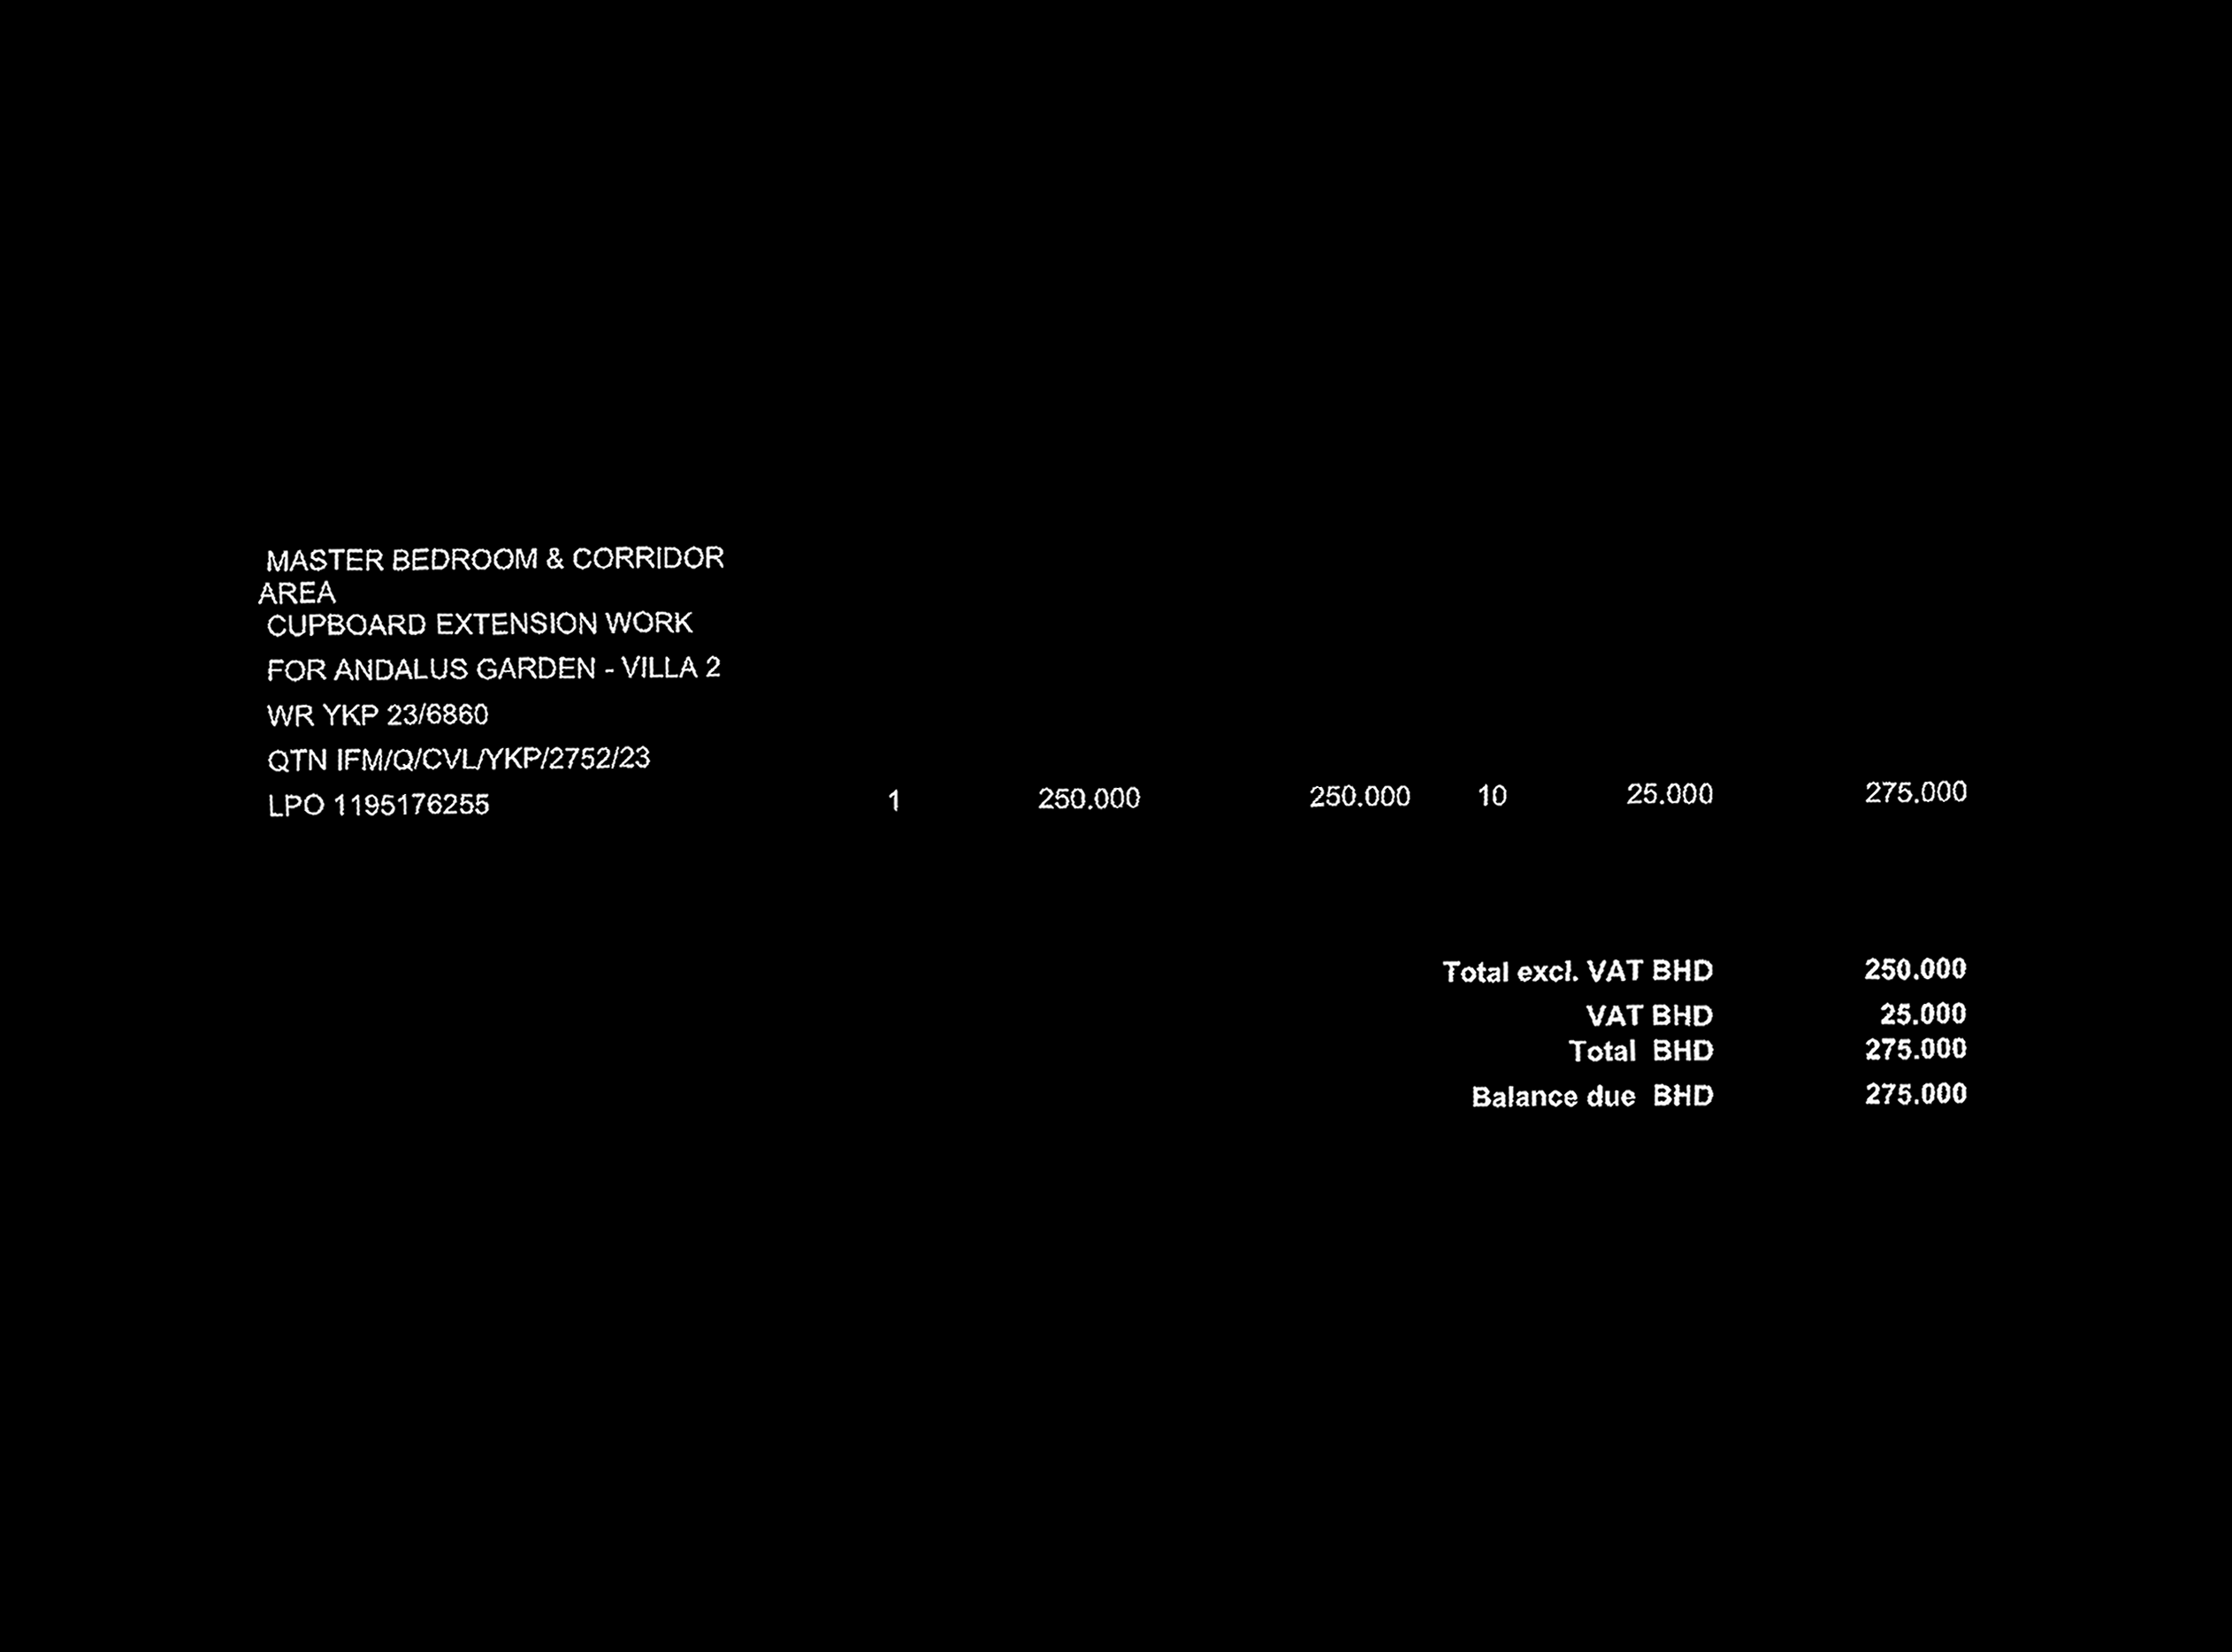 MASTER BEDROOM & CORRIDOR
AREA
CUPBOARD EXTENSION WORK
FOR ANDALUS GARDEN - VILLA 2
WR YKP 23/6860
QTN IFM/Q/CVL/YKP/2752/23
LPO 1195176255 1 250.000 250.000 10 25.000 275.000
Total excl. VAT BHD 250.000
VAT BHD 25.000
Total BHD 275.000
Balance due BHD 275.000